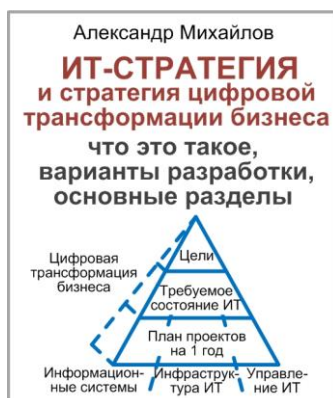 Александр Михайлов
ИТ-СТРАТЕГИЯ
и стратегия цифровой
трансформации бизнеса
что это такое,
варианты разработки,
основные разделы
Цели
Цифровая
трансформация
бизнеса
Требуемое
состояние ИТ
План проектов
на 1 год
Информацион-
ные системы
Инфраструк-
тура ИТ
Управле-
ние ИТ